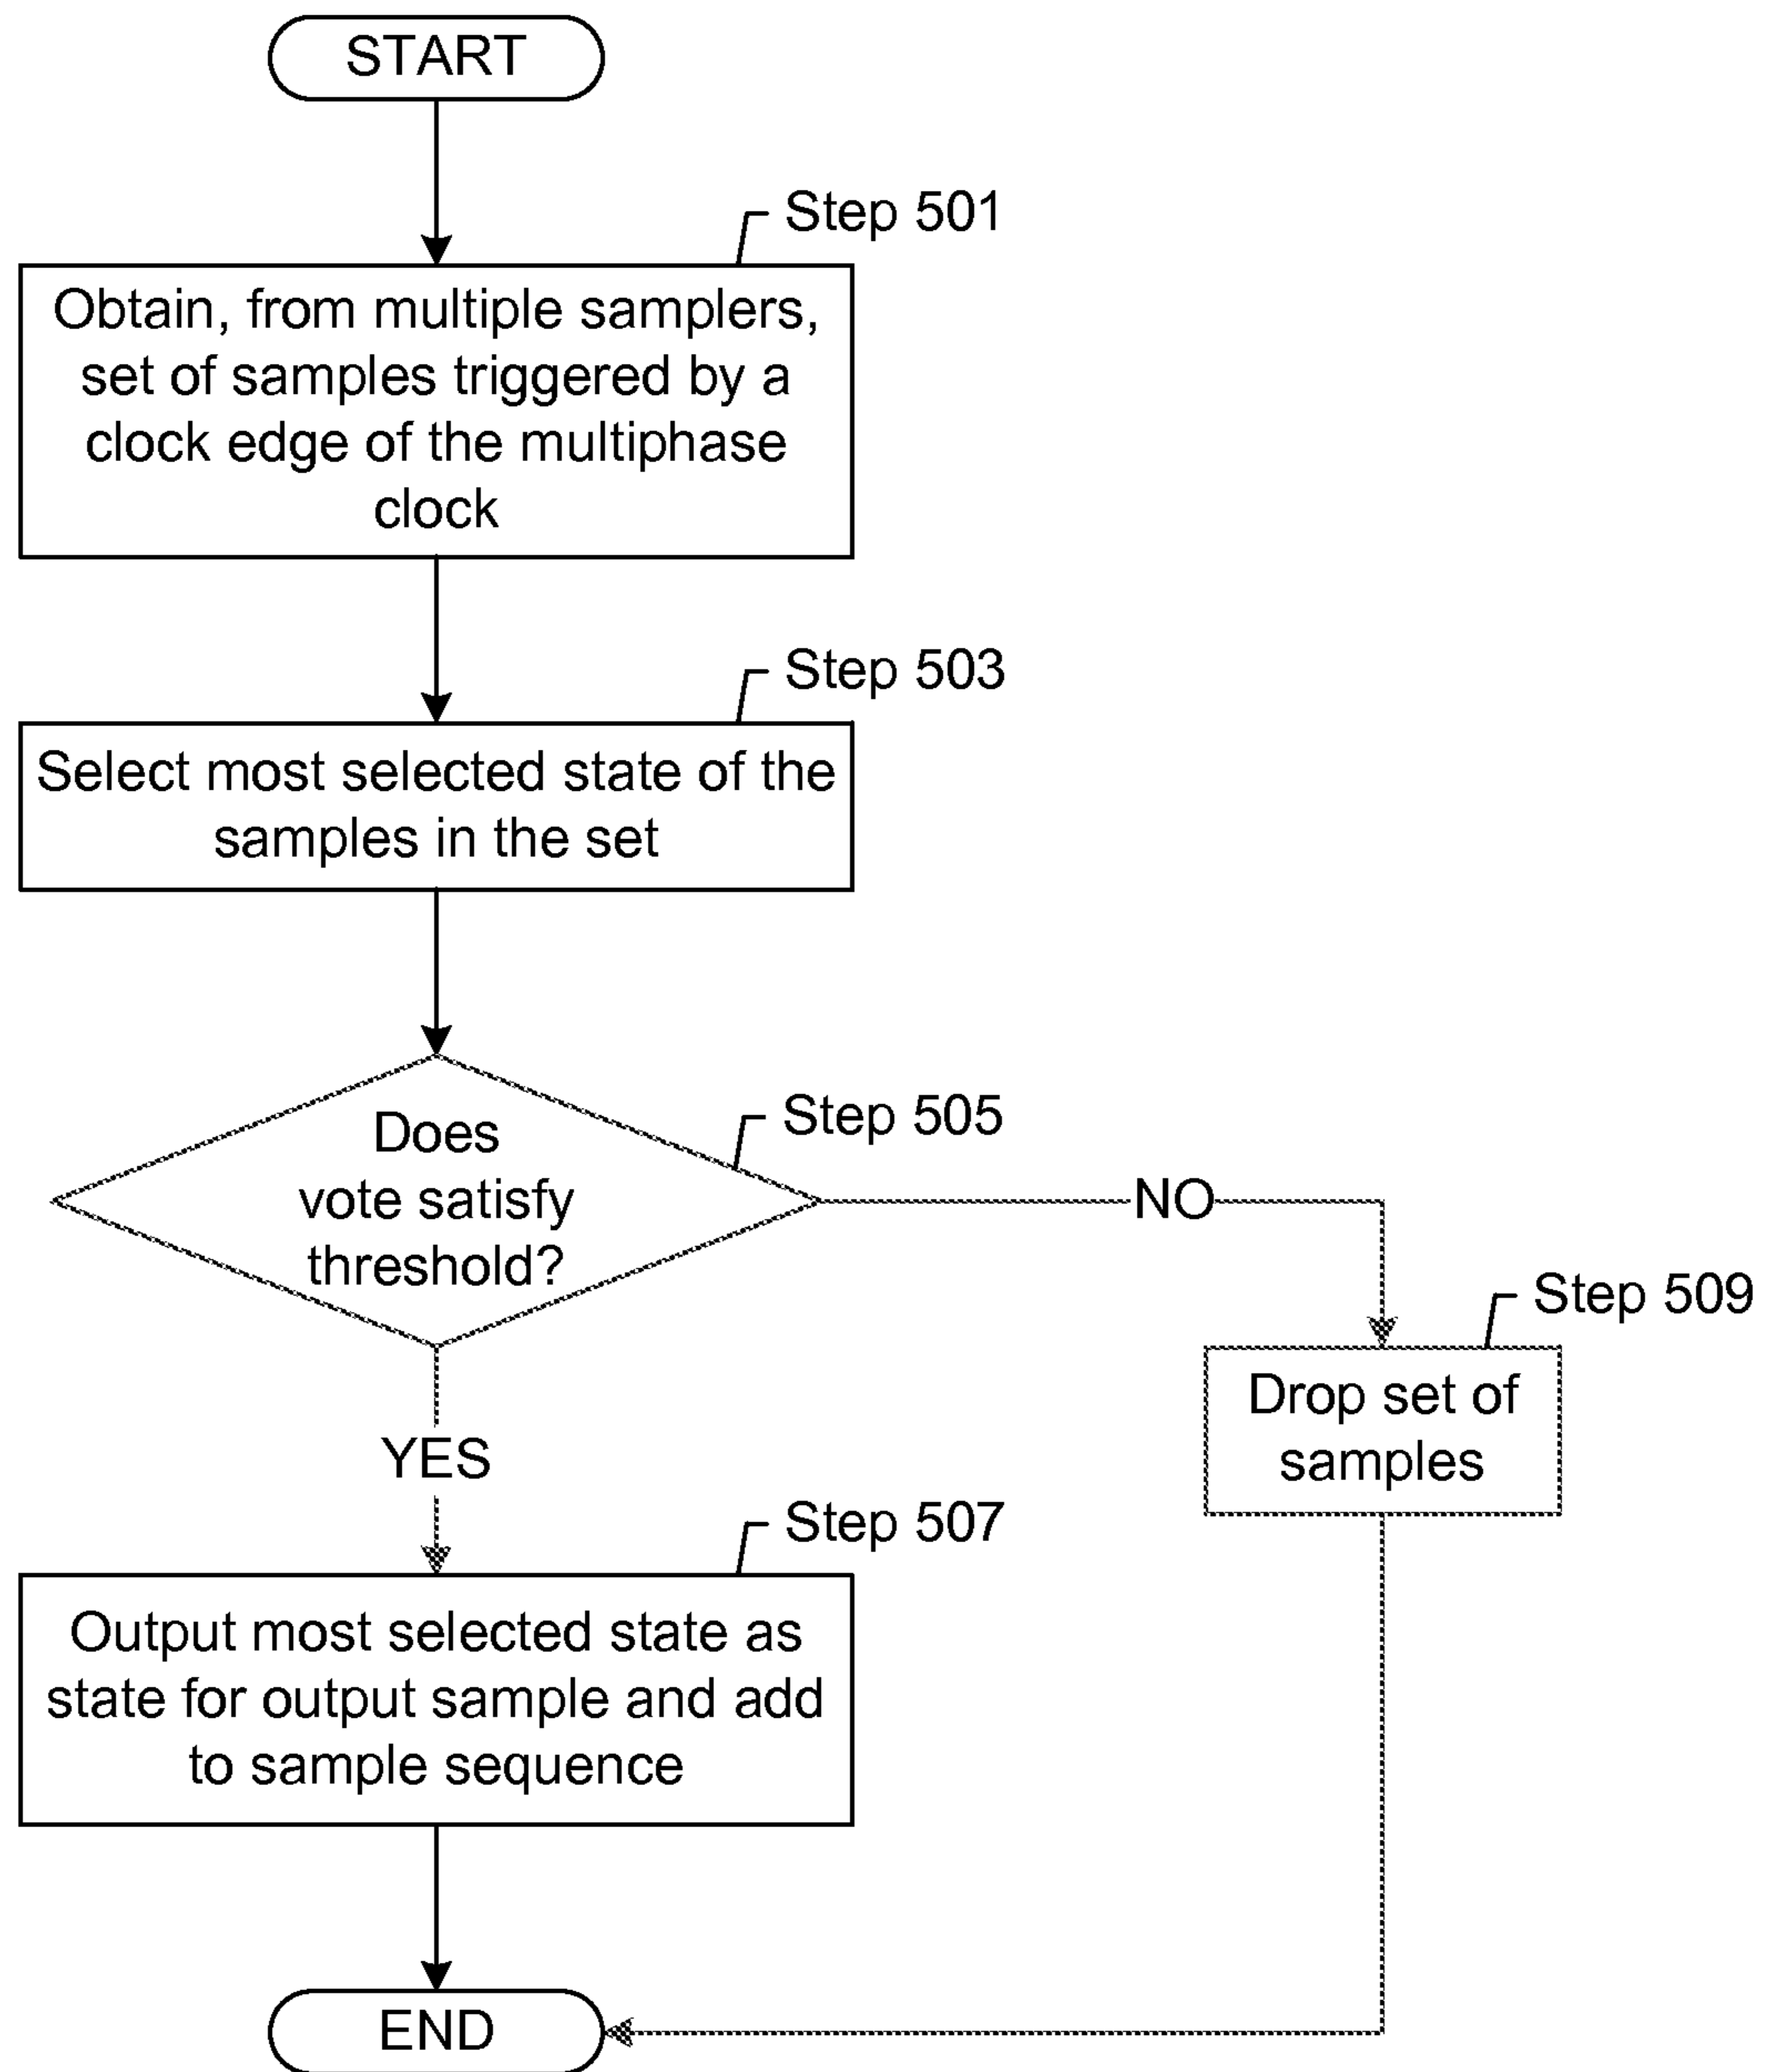 START
Step 501
Obtain, from multiple samplers,
set of samples triggered by a
clock edge of the multiphase
clock
Step 503
Select most selected state of the
samples in the set
Step 505
Does
vote satisfy
threshold?
NO
Step 509
Drop set of
samples
YES
Step 507
Output most selected state as
state for output sample and add
to sample sequence
END